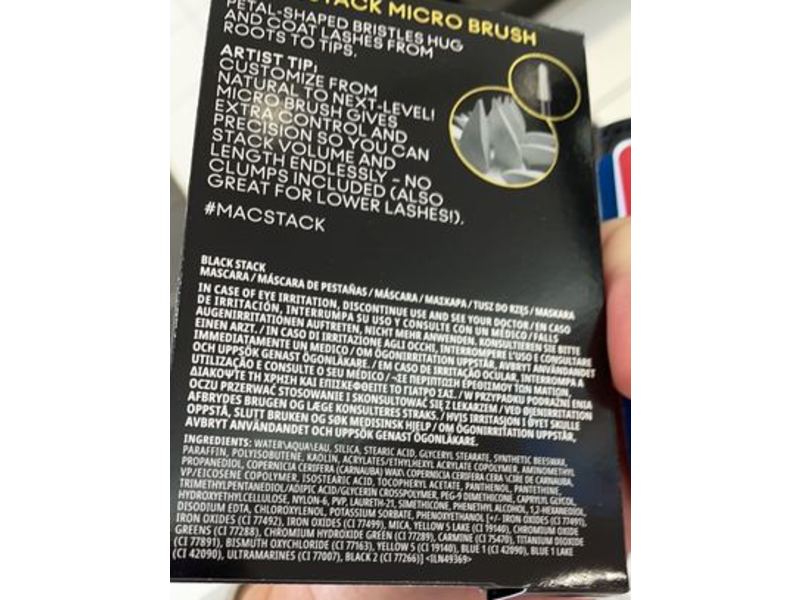 STACK MICRO BRUSH
PETAL-SHAPED BRISTLES HUG
AND COAT LASHES FROM
ROOTS TO TIPS.
ARTIST TIP:
CUSTOMIZE FROM
NATURAL TO NEXT-LEVEL!
MICRO BRUSH GIVES
EXTRA CONTROL AND
PRECISION SO YOU CAN
STACK VOLUME AND
LENGTH ENDLESSLY – NO
CLUMPS INCLUDED (ALSO
GREAT FOR LOWER LASHES!).
#MACSTACK
BLACK STACK
MASCARA / MÁSCARA DE PESTAÑAS / MÁSCARA / ΜΑΣΚΑΡΑ / TUSZ DO RZĘS / MASKARA
IN CASE OF EYE IRRITATION, DISCONTINUE USE AND SEE YOUR DOCTOR / EN CASO
DE IRRITACIÓN, INTERRUMPA SU USO Y CONSULTE CON UN MÉDICO / FALLS
AUGENIRRITATIONEN AUFTRETEN, NICHT MEHR ANWENDEN. KONSULTIEREN SIE BITTE
EINEN ARZT. / IN CASO DI IRRITAZIONE AGLI OCCHI, INTERROMPERE L'USO E CONSULTARE
IMMEDIATAMENTE UN MEDICO / OM ÖGONIRRITATION UPPSTÅR, AVBRYT ANVÄNDANDET
OCH UPPSÖK GENAST ÖGONLÄKARE. / EM CASO DE IRRITAÇÃO OCULAR, INTERROMPA A
UTILIZAÇÃO E CONSULTE O SEU MÉDICO / ΣΕ ΠΕΡΙΠΤΩΣΗ ΕΡΕΘΙΣΜΟΥ ΤΩΝ ΜΑΤΙΩΝ,
ΔΙΑΚΟΨΤΕ ΤΗ ΧΡΗΣΗ ΚΑΙ ΕΠΙΣΚΕΦΘΕΙΤΕ ΤΟ ΓΙΑΤΡΟ ΣΑΣ. / W PRZYPADKU PODRAŻNIENIA
OCZU PRZERWAĆ STOSOWANIE I SKONSULTOWAĆ SIĘ Z LEKARZEM / VED ØJENIRRITATION
AFBRYDES BRUGEN OG LÆGE KONSULTERES STRAKS. / HVIS IRRITASJON I ØYET SKULLE
OPPSTÅ, SLUTT BRUKEN OG SØK MEDISINSK HJELP / OM ÖGONIRRITATION UPPSTÅR,
AVBRYT ANVÄNDANDET OCH UPPSÖK GENAST ÖGONLÄKARE.
INGREDIENTS: WATER\AQUA\EAU, SILICA, STEARIC ACID, GLYCERYL STEARATE, SYNTHETIC BEESWAX,
PARAFFIN, POLYISOBUTENE, KAOLIN, ACRYLATES/ETHYLHEXYL ACRYLATE COPOLYMER, AMINOMETHYL
PROPANEDIOL, COPERNICIA CERIFERA (CARNAUBA) WAX\COPERNICIA CERIFERA CERA\CIRE DE CARNAUBA,
VP/EICOSENE COPOLYMER, ISOSTEARIC ACID, TOCOPHERYL ACETATE, PANTHENOL, PANTETHINE,
TRIMETHYLPENTANEDIOL/ADIPIC ACID/GLYCERIN CROSSPOLYMER, PEG-9 DIMETHICONE, CAPRYLYL GLYCOL,
HYDROXYETHYLCELLULOSE, NYLON-6, PVP, LAURETH-21, SIMETHICONE, PHENETHYL ALCOHOL, 1,2-HEXANEDIOL,
DISODIUM EDTA, CHLOROXYLENOL, POTASSIUM SORBATE, PHENOXYETHANOL [+/- IRON OXIDES (CI 77491),
IRON OXIDES (CI 77492), IRON OXIDES (CI 77499), MICA, YELLOW 5 LAKE (CI 19140), CHROMIUM OXIDE
GREENS (CI 77288), CHROMIUM HYDROXIDE GREEN (CI 77289), CARMINE (CI 75470), TITANIUM DIOXIDE
(CI 77891), BISMUTH OXYCHLORIDE (CI 77163), YELLOW 5 (CI 19140), BLUE 1 (CI 42090), BLUE 1 LAKE
(CI 42090), ULTRAMARINES (CI 77007), BLACK 2 (CI 77266)] <ILN49369>